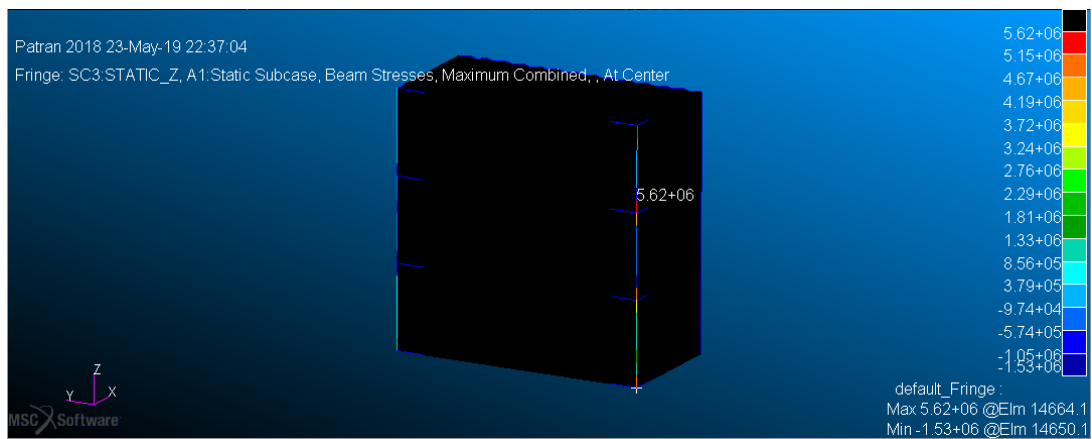 Patran 2018 23-May-19 22:37:04
Fringe: SC3:STATIC_Z, A1:Static Subcase, Beam Stresses, Maximum Combined, , At Center
5.62+06
5.15+06
4.67+06
4.19+06
3.72+06
3.24+06
2.76+06
2.29+06
1.81+06
1.33+06
8.56+05
3.79+05
-9.74+04
-5.74+05
-1.05+06
-1.53+06
5.62+06
default_Fringe :
Max 5.62+06 @Elm 14664.1
Min -1.53+06 @Elm 14650.1
Z
Y X
MSC Software